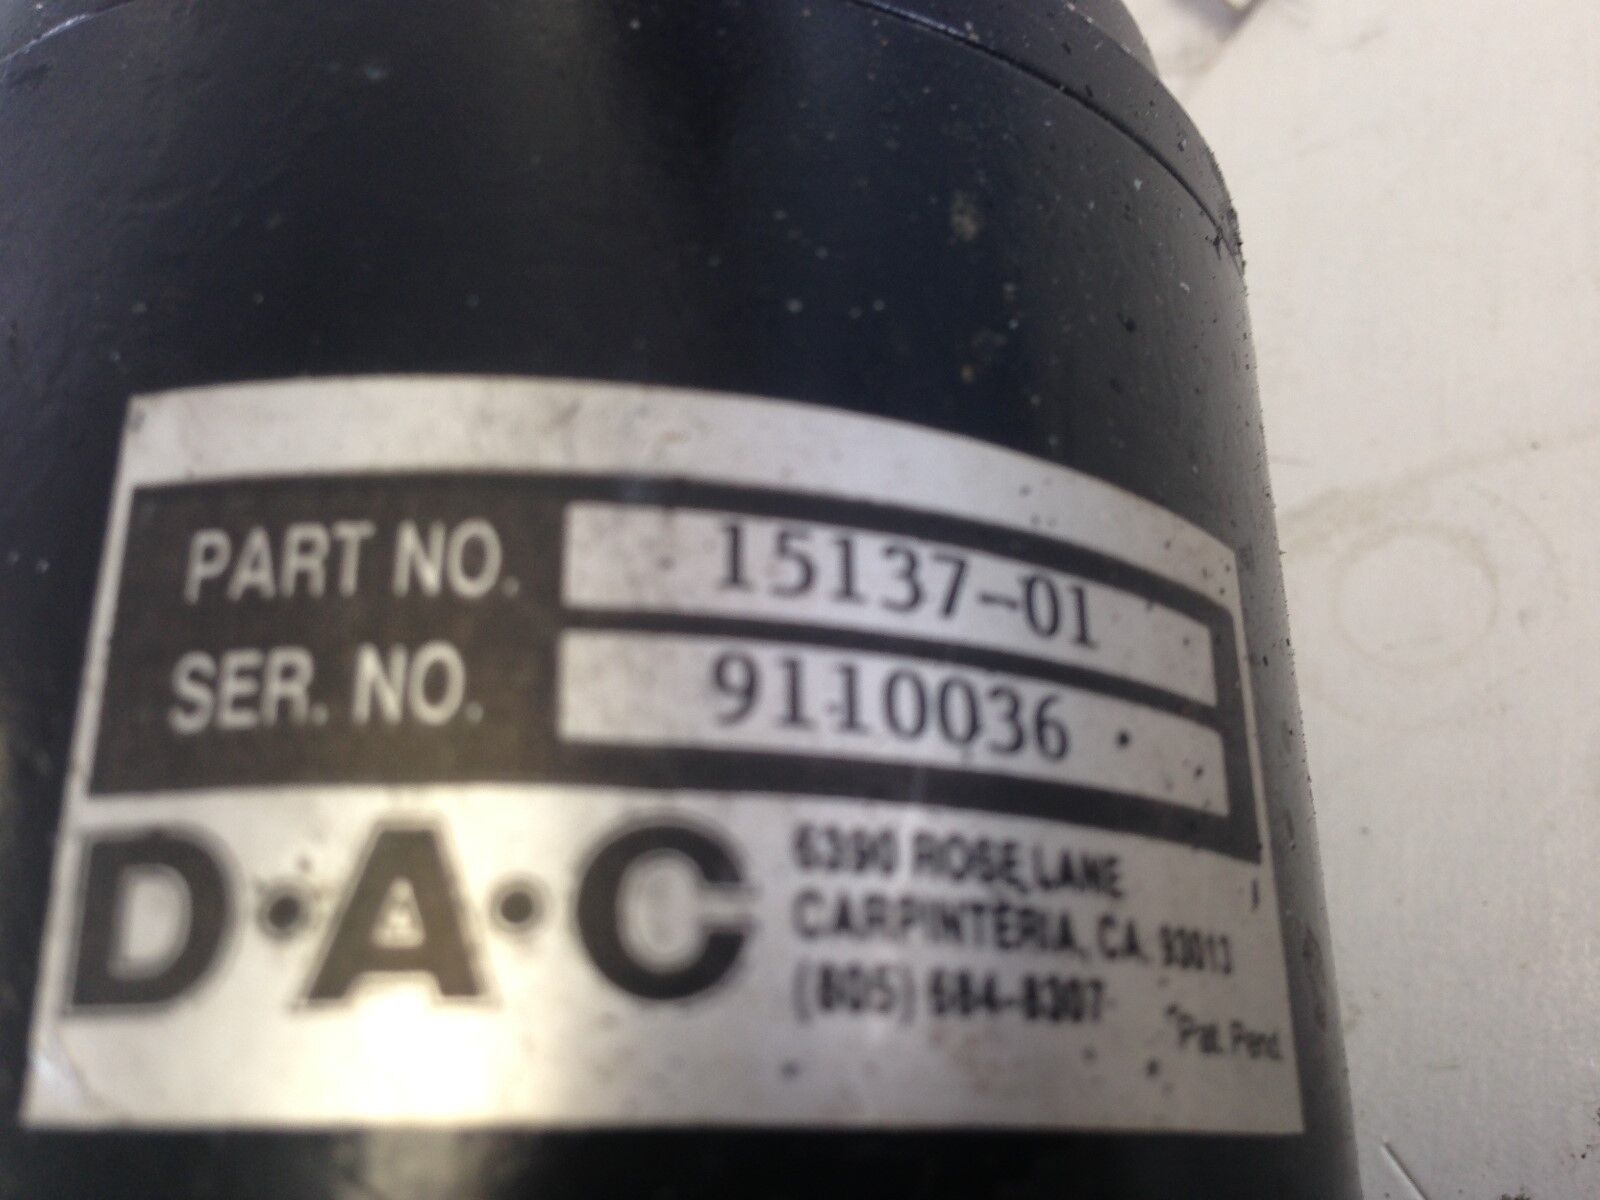 PART NO. 15137-01
SER. NO. 9110036
D·A·C
6390 ROSE LANE
CARPINTERIA, CA. 93013
(805) 684-8307
Pat. Pend.